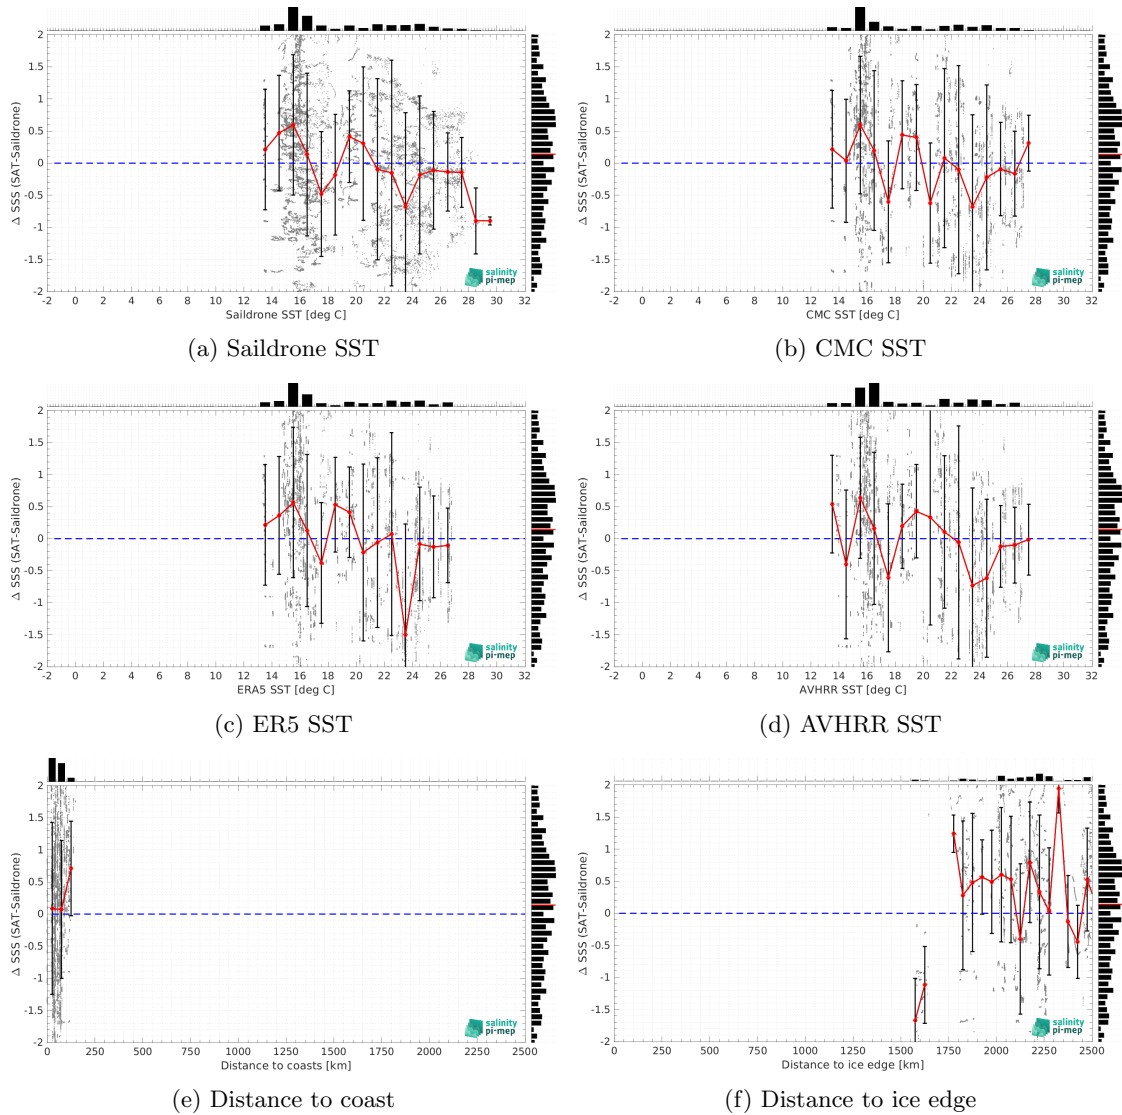 2
1.5
1
0.5
0
-0.5
-1
-1.5
-2
Δ SSS (SAT-Saildrone)
-2 0 2 4 6 8 10 12 14 16 18 20 22 24 26 28 30 32
Saildrone SST [deg C]
salinity
pi-mep
(a) Saildrone SST
2
1.5
1
0.5
0
-0.5
-1
-1.5
-2
Δ SSS (SAT-Saildrone)
-2 0 2 4 6 8 10 12 14 16 18 20 22 24 26 28 30 32
CMC SST [deg C]
salinity
pi-mep
(b) CMC SST
2
1.5
1
0.5
0
-0.5
-1
-1.5
-2
Δ SSS (SAT-Saildrone)
-2 0 2 4 6 8 10 12 14 16 18 20 22 24 26 28 30 32
ERA5 SST [deg C]
salinity
pi-mep
(c) ER5 SST
2
1.5
1
0.5
0
-0.5
-1
-1.5
-2
Δ SSS (SAT-Saildrone)
-2 0 2 4 6 8 10 12 14 16 18 20 22 24 26 28 30 32
AVHRR SST [deg C]
salinity
pi-mep
(d) AVHRR SST
2
1.5
1
0.5
0
-0.5
-1
-1.5
-2
Δ SSS (SAT-Saildrone)
0 250 500 750 1000 1250 1500 1750 2000 2250 2500
Distance to coasts [km]
salinity
pi-mep
(e) Distance to coast
2
1.5
1
0.5
0
-0.5
-1
-1.5
-2
Δ SSS (SAT-Saildrone)
0 250 500 750 1000 1250 1500 1750 2000 2250 2500
Distance to ice edge [km]
salinity
pi-mep
(f) Distance to ice edge